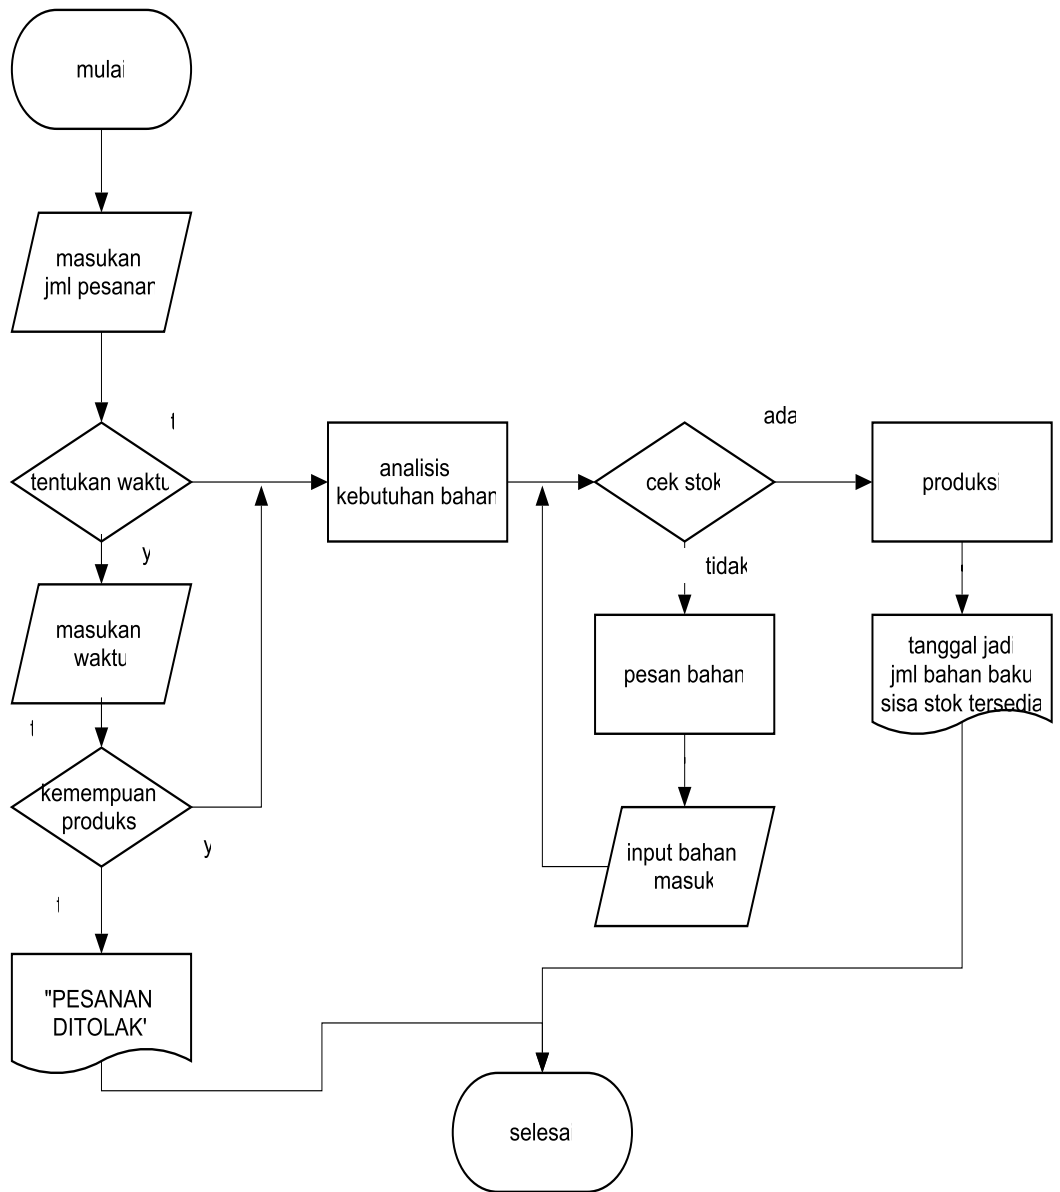 mulai
masukan
jml pesanan
t
tentukan waktu
y
masukan
waktu
t
kemempuan
produks
y
t
"PESANAN
DITOLAK'
analisis
kebutuhan bahan
cek stok
ada
tidak
pesan bahan
input bahan
masuk
produksi
tanggal jadi
jml bahan baku
sisa stok tersedia
selesa